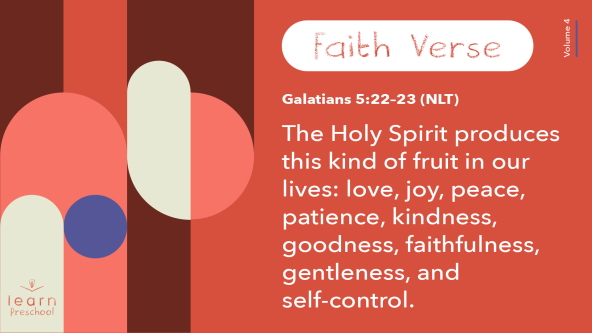 Faith Verse
Volume 4
Galatians 5:22–23 (NLT)
The Holy Spirit produces
this kind of fruit in our
lives: love, joy, peace,
patience, kindness,
goodness, faithfulness,
gentleness, and
self-control.
learn
Preschool